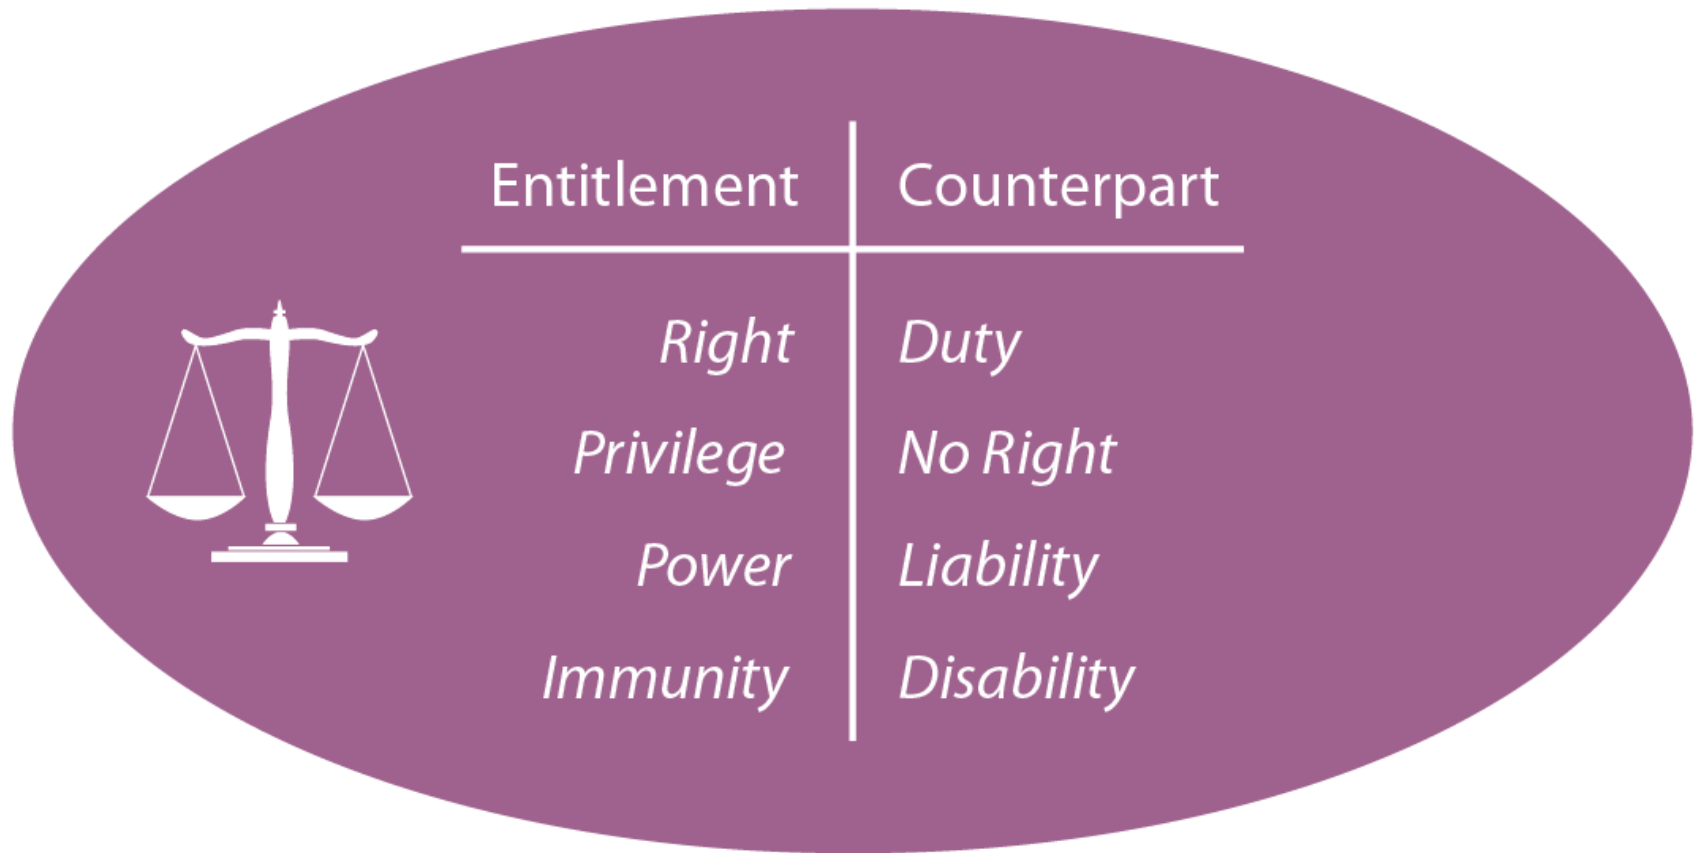 Entitlement Counterpart
Right Duty
Privilege No Right
Power Liability
Immunity Disability